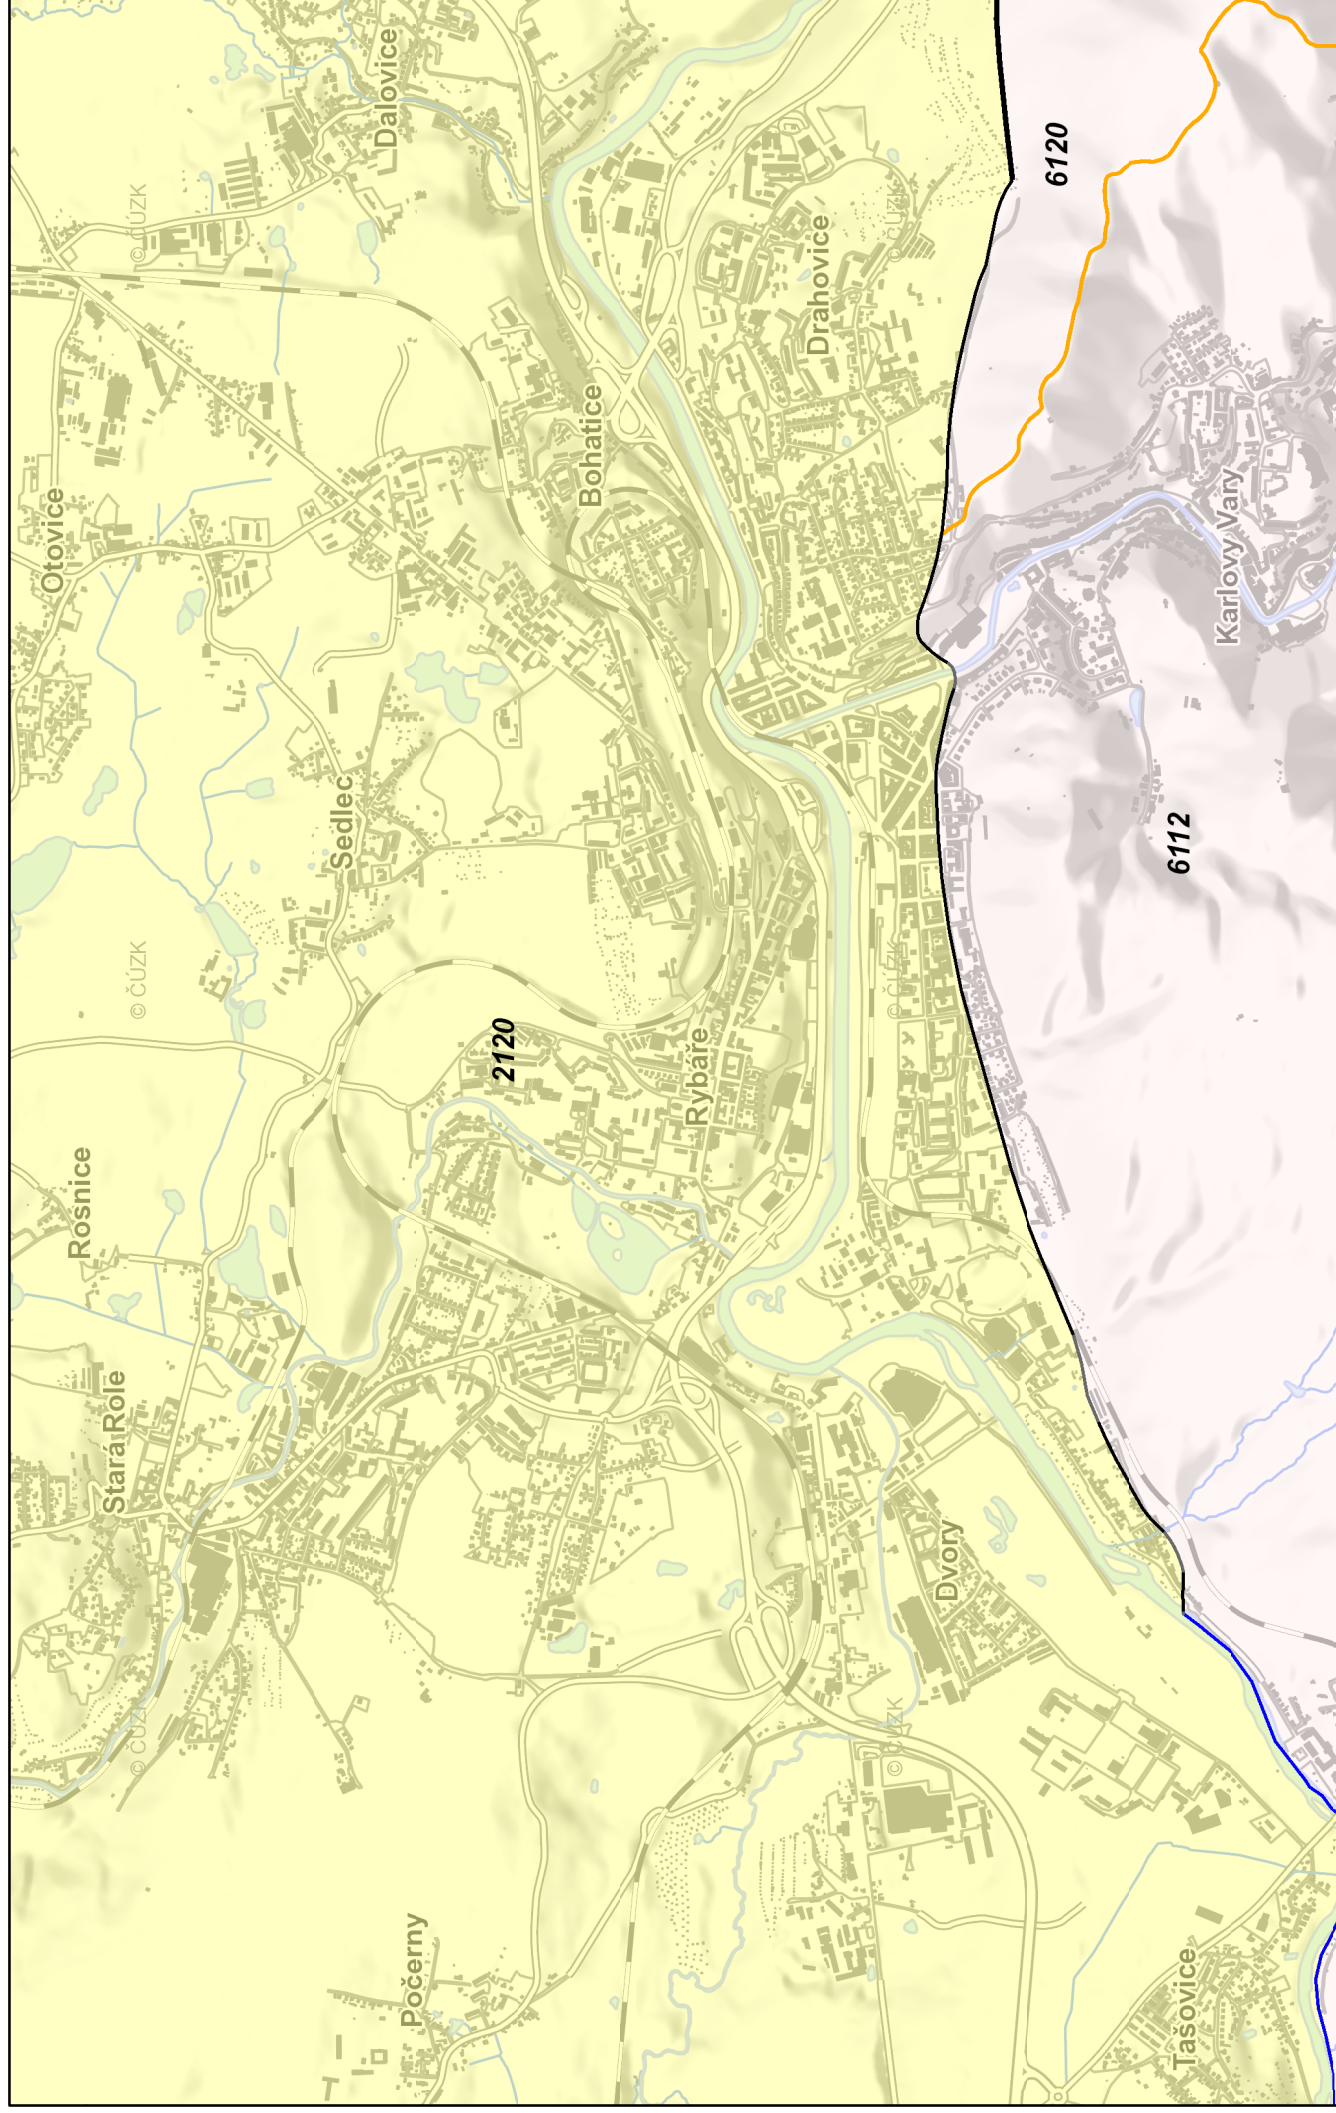 Otovice
Rosnice
Stará Role
© ČÚZK
© ČÚZK
© ČÚZK
Sedlec
Dalovice
Počerny
2120
Bohatice
Rybáře
Drahovice
© ČÚZK
© ČÚZK
© ČÚZK
Dvory
6120
Tašovice
6112
Karlovy Vary